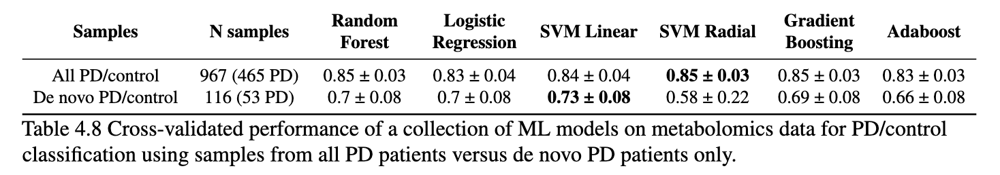 Samples N samples Random Forest Logistic Regression SVM Linear SVM Radial Gradient Boosting Adaboost
All PD/control 967 (465 PD) 0.85 ± 0.03 0.83 ± 0.04 0.84 ± 0.04 0.85 ± 0.03 0.85 ± 0.03 0.83 ± 0.03
De novo PD/control 116 (53 PD) 0.7 ± 0.08 0.7 ± 0.08 0.73 ± 0.08 0.58 ± 0.22 0.69 ± 0.08 0.66 ± 0.08
Table 4.8 Cross-validated performance of a collection of ML models on metabolomics data for PD/control
classification using samples from all PD patients versus de novo PD patients only.